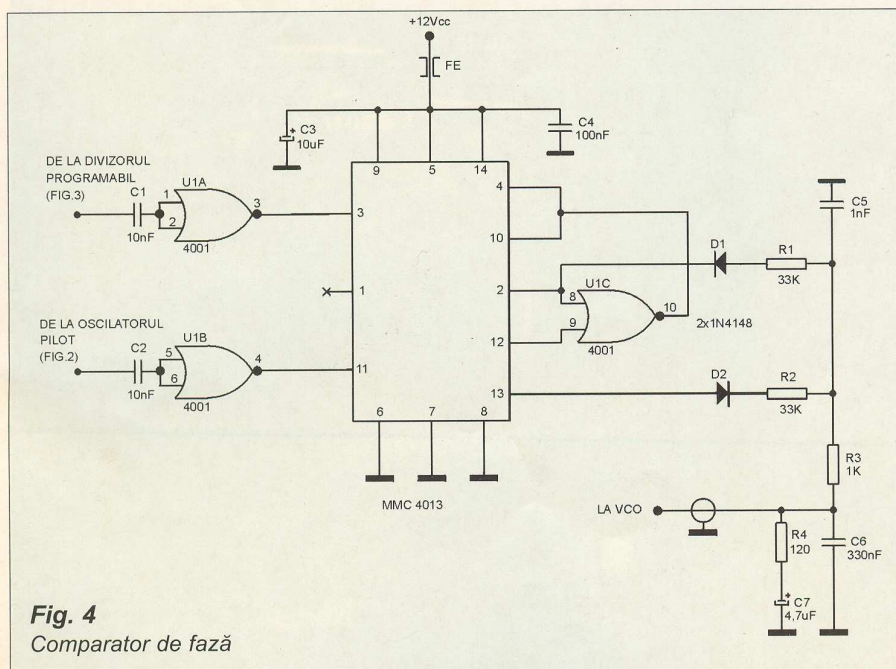 +12Vcc
FE
C3
10uF
C4
100nF
9
5
14
DE LA DIVIZORUL
PROGRAMABIL
(FIG.3)
C1
10nF
U1A
1
2
3
4001
3
4
10
C5
1nF
D1
R1
33K
1
2
U1C
8
9
10
4001
2x1N4148
DE LA OSCILATORUL
PILOT
(FIG.2)
C2
10nF
U1B
5
6
4
4001
11
12
13
D2
R2
33K
6
7
8
MMC 4013
R3
1K
LA VCO
R4
120
C6
330nF
C7
4,7uF
Fig. 4
Comparator de fază